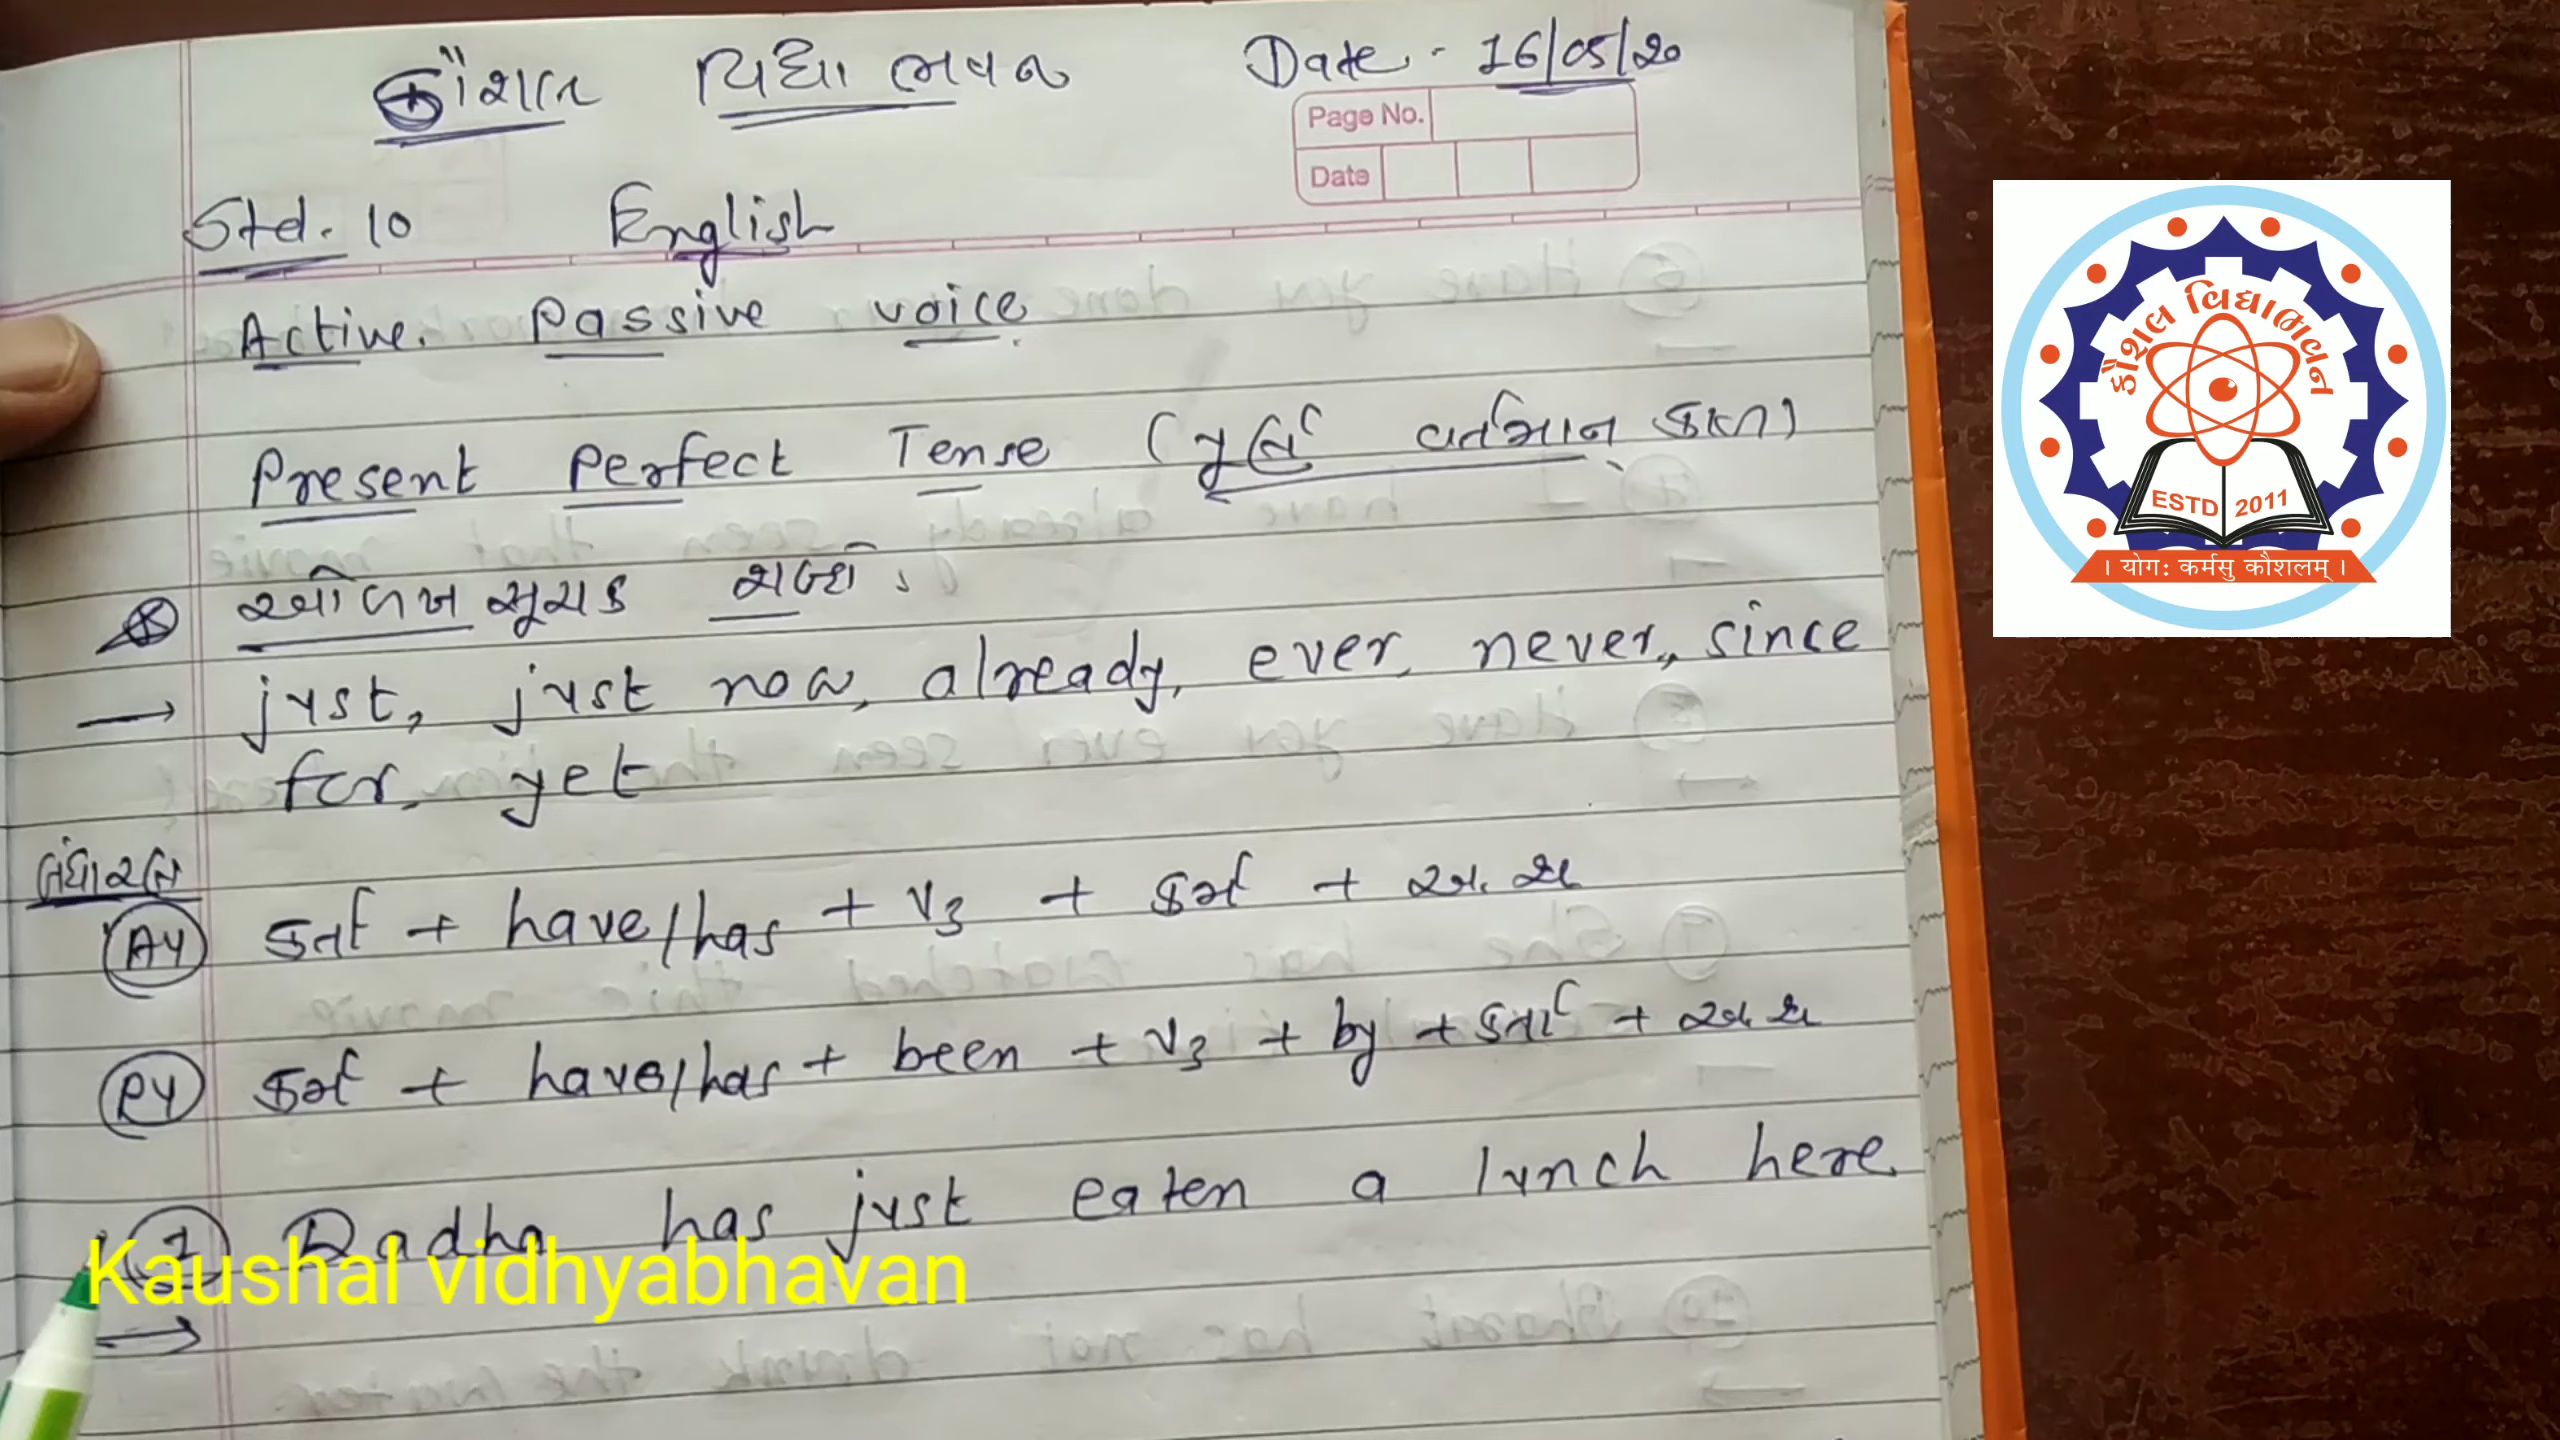 કૌશલ વિદ્યા ભવન Date - 16/05/20
Page No.
Date
Std. 10 English
Active. Passive voice.
Present Perfect Tense (પૂર્ણ વર્તમાન કાળ)
ઓળખ સૂચક શબ્દો.
→ just, just now, already, ever, never, since
for, yet
બંધારણ
AV કર્તા + have/has + V3 + કર્મ + અ. શ
PV કર્મ + have/has + been + V3 + by + કર્તા + અ. શ
1 Radha has just eaten a lunch here
→
Kaushal vidhyabhavan
કૌશલ વિદ્યાભવન
ESTD 2011
। योगः कर्मसु कौशलम् ।